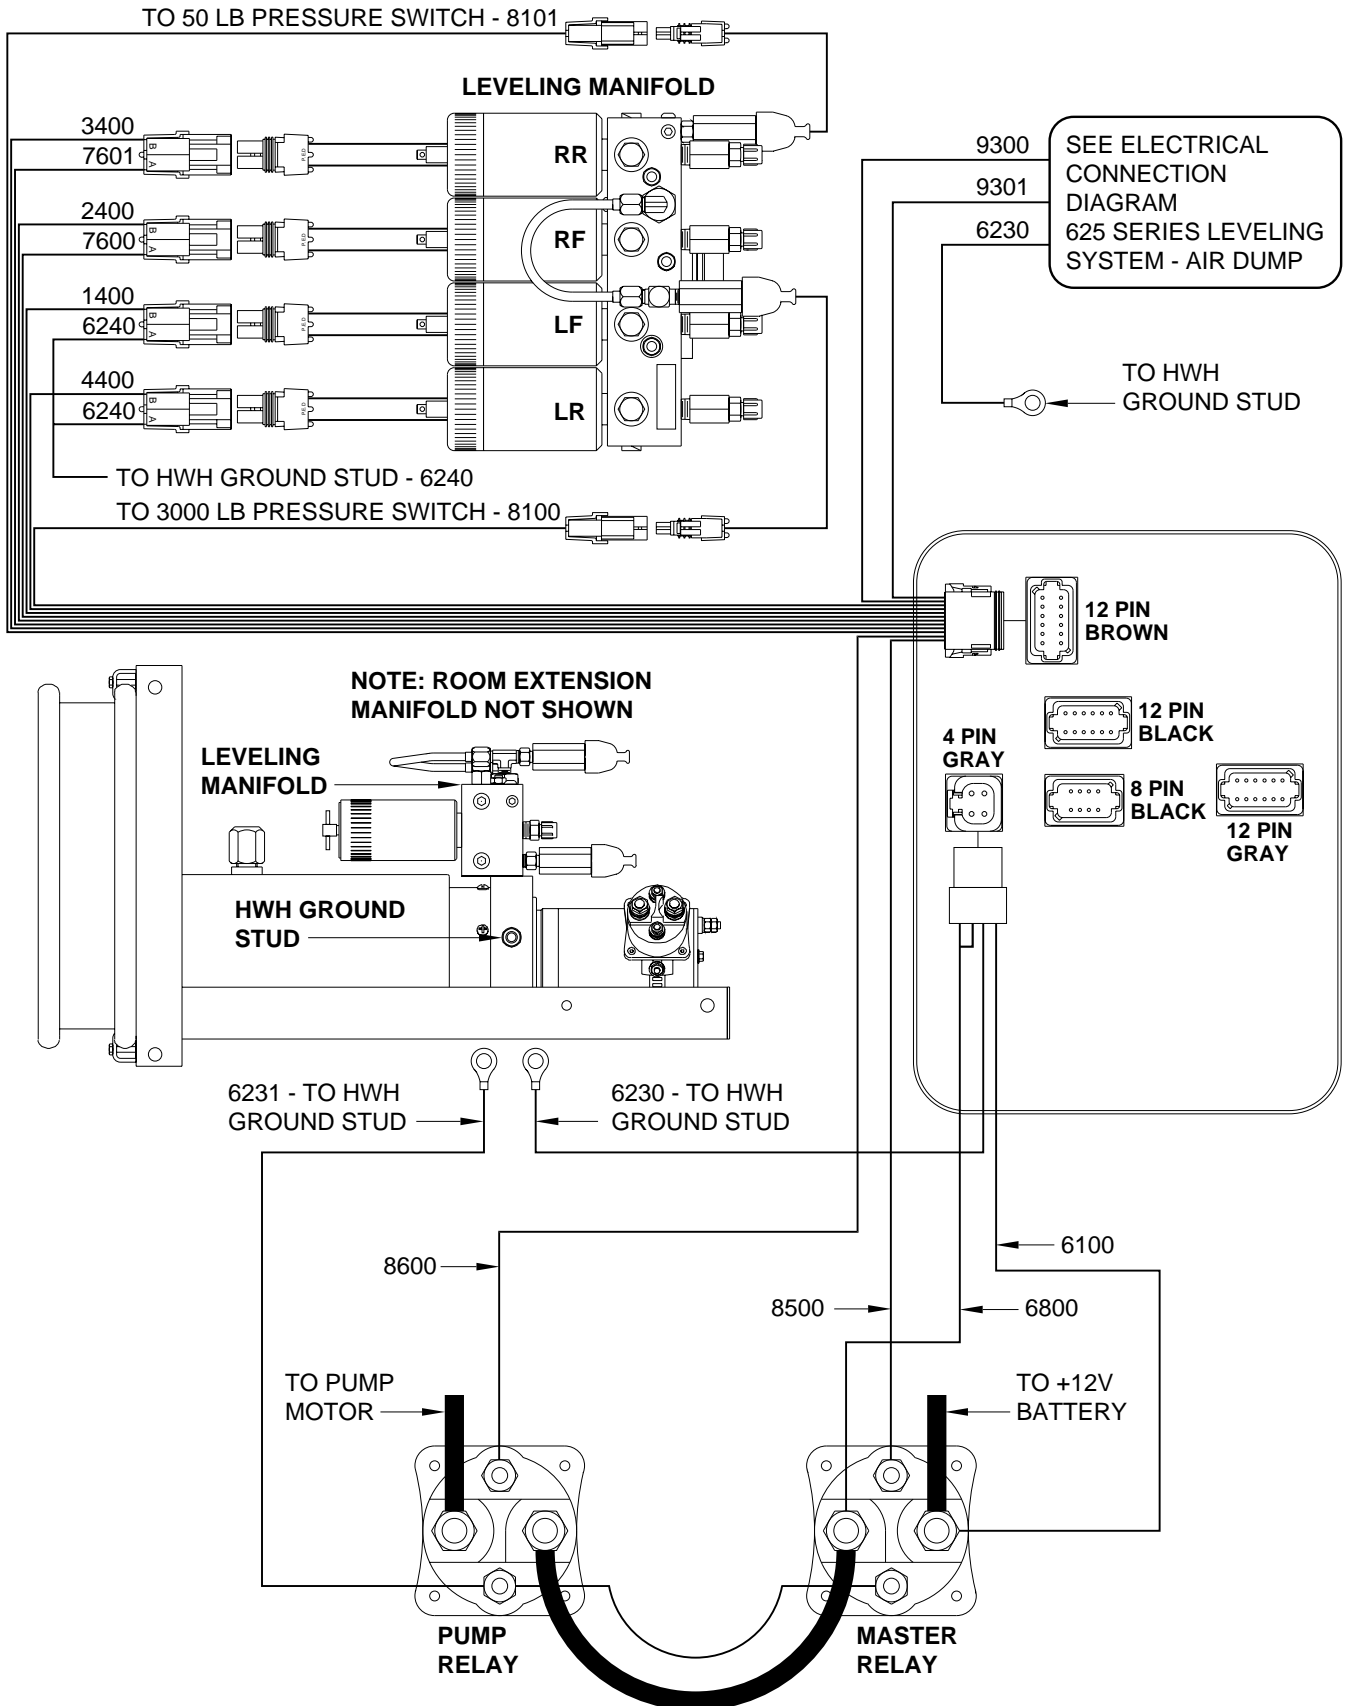 TO 50 LB PRESSURE SWITCH - 8101
LEVELING MANIFOLD
3400
7601
B
A
PED
RR
2400
7600
B
A
PED
RF
1400
6240
B
A
PED
LF
4400
6240
B
A
PED
LR
TO HWH GROUND STUD - 6240
TO 3000 LB PRESSURE SWITCH - 8100
9300
9301
6230
SEE ELECTRICAL
CONNECTION
DIAGRAM
625 SERIES LEVELING
SYSTEM - AIR DUMP
TO HWH
GROUND STUD
12 PIN
BROWN
12 PIN
BLACK
4 PIN
GRAY
8 PIN
BLACK
12 PIN
GRAY
NOTE: ROOM EXTENSION
MANIFOLD NOT SHOWN
LEVELING
MANIFOLD
HWH GROUND
STUD
6231 - TO HWH
GROUND STUD
6230 - TO HWH
GROUND STUD
8600
6100
8500
6800
TO PUMP
MOTOR
TO +12V
BATTERY
PUMP
RELAY
MASTER
RELAY